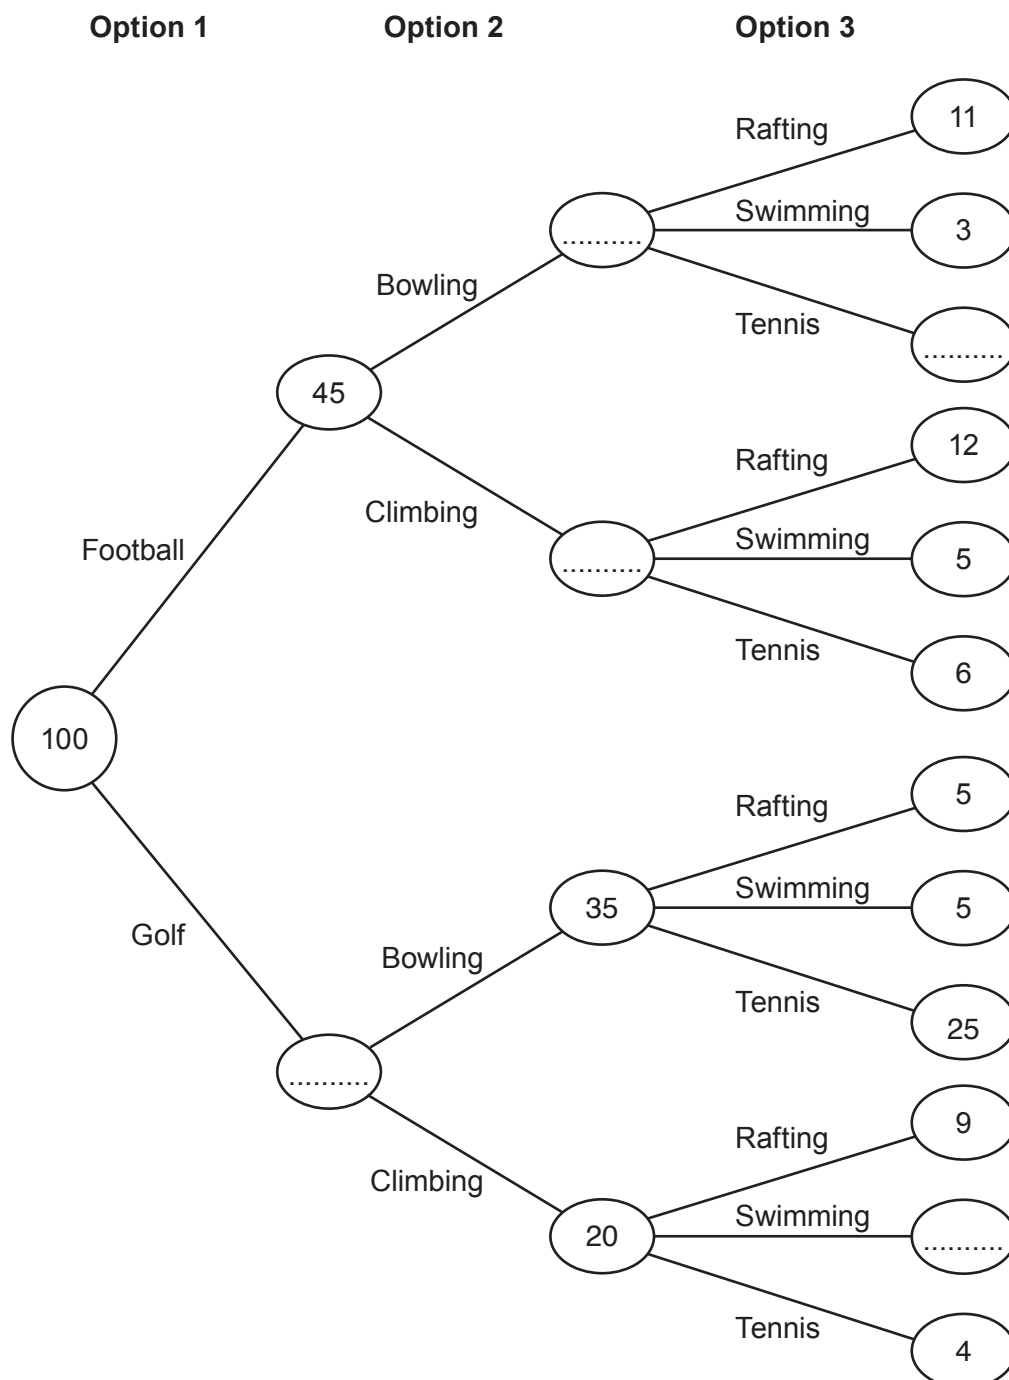 Option 1 Option 2 Option 3
11
Rafting
Swimming
3
..........
Bowling
Tennis
..........
45
12
Rafting
Climbing
Swimming
5
Football
..........
Tennis
6
100
5
Rafting
Swimming
35
5
Golf
Bowling
Tennis
25
..........
9
Rafting
Climbing
Swimming
20
..........
Tennis
4